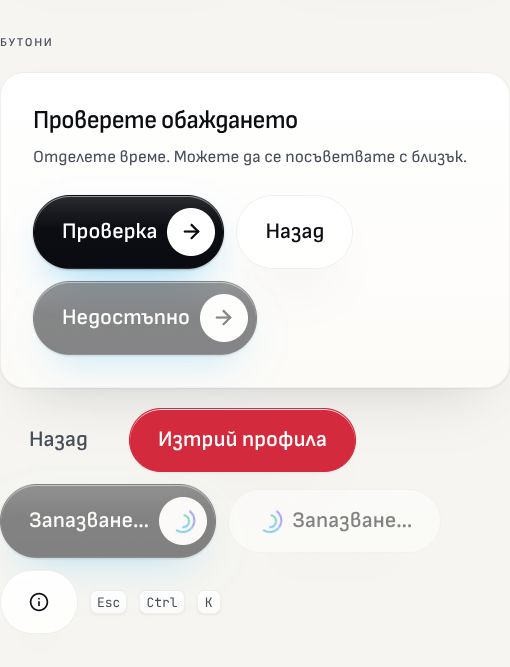 БУТОНИ
Проверете обаждането
Отделете време. Можете да се посъветвате с близък.
Проверка Назад
Недостъпно
Назад Изтрий профила
Запазване... Запазване...
Esc Ctrl K